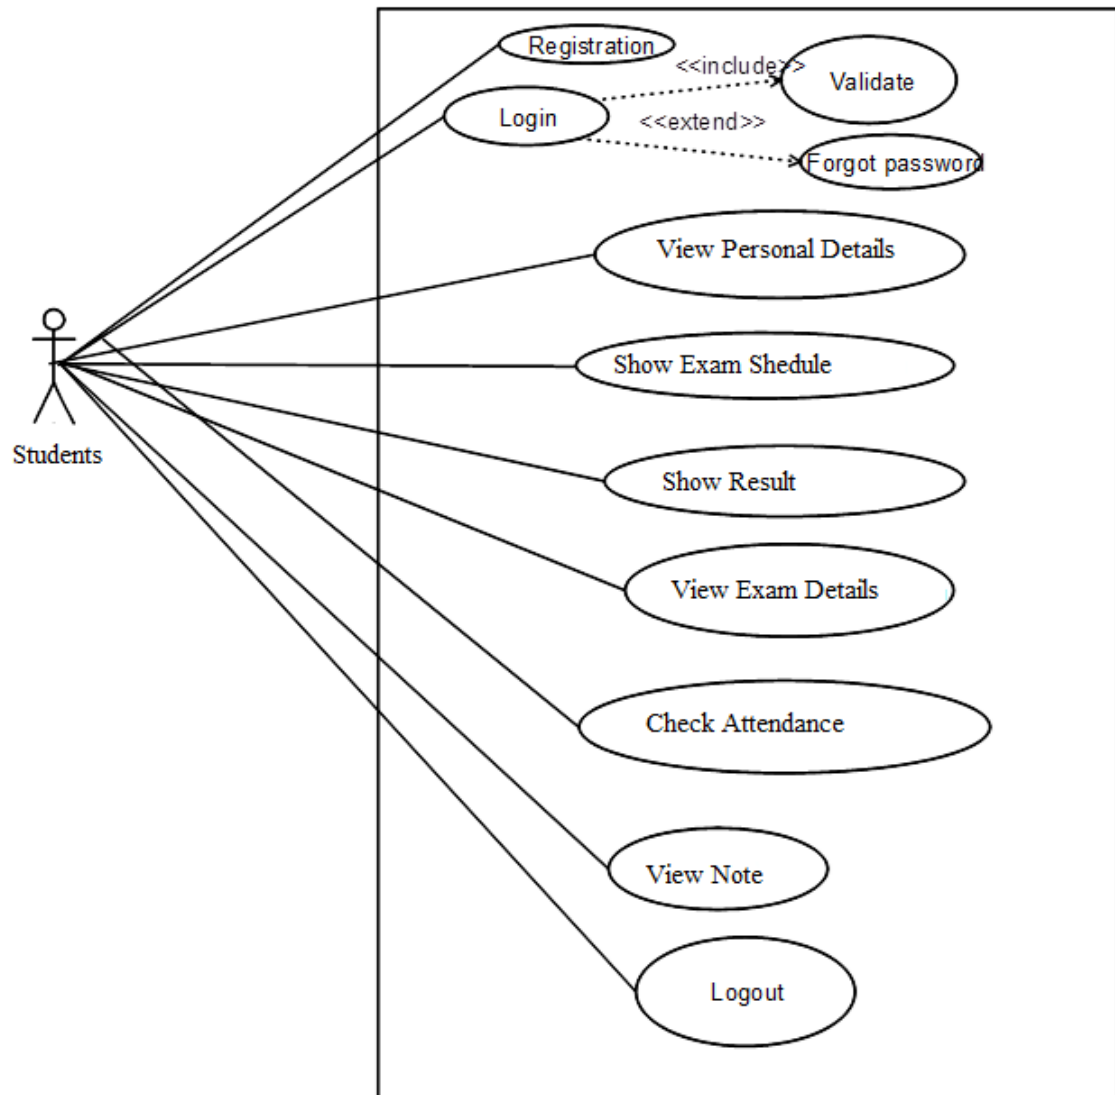 Registration
<<include>>
Validate
Login
<<extend>>
Forgot password
View Personal Details
Show Exam Shedule
Students
Show Result
View Exam Details
Check Attendance
View Note
Logout